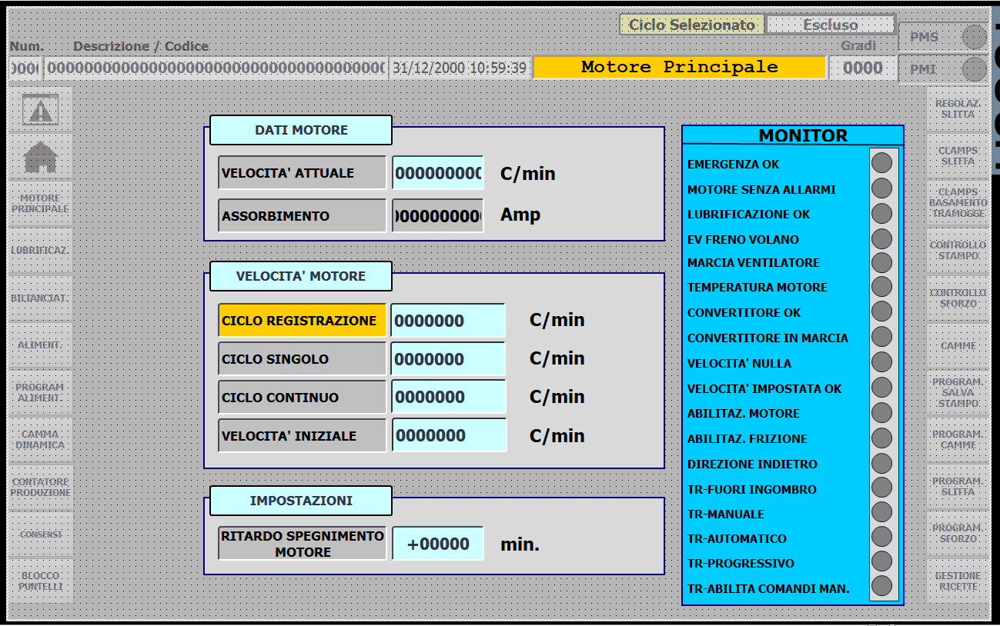 Ciclo Selezionato Escluso
Num. Descrizione / Codice Gradi PMS
31/12/2000 10:59:39 Motore Principale 0000 PMI
DATI MOTORE
VELOCITA' ATTUALE 000000000 C/min
ASSORBIMENTO Amp
VELOCITA' MOTORE
CICLO REGISTRAZIONE 0000000 C/min
CICLO SINGOLO 0000000 C/min
CICLO CONTINUO 0000000 C/min
VELOCITA' INIZIALE 0000000 C/min
IMPOSTAZIONI
RITARDO SPEGNIMENTO
MOTORE
+00000 min.
MONITOR
EMERGENZA OK
MOTORE SENZA ALLARMI
LUBRIFICAZIONE OK
EV FRENO VOLANO
MARCIA VENTILATORE
TEMPERATURA MOTORE
CONVERTITORE OK
CONVERTITORE IN MARCIA
VELOCITA' NULLA
VELOCITA' IMPOSTATA OK
ABILITAZ. MOTORE
ABILITAZ. FRIZIONE
DIREZIONE INDIETRO
TR-FUORI INGOMBRO
TR-MANUALE
TR-AUTOMATICO
TR-PROGRESSIVO
TR-ABILITA COMANDI MAN.
MOTORE
PRINCIPALE
LUBRIFICAZ.
BILIANCIAT.
ALIMENT.
PROGRAM
ALIMENT.
CAMMA
DINAMICA
CONTATORE
PRODUZIONE
CONSENSI
BLOCCO
PUNTELLI
REGOLAZ.
SLITTA
CLAMPS
SLITTA
CLAMPS
BASAMENTO
TRAMOGGE
CONTROLLO
STAMPO
CONTROLLO
SFORZO
CAMME
PROGRAM.
SALVA
STAMPO
PROGRAM.
CAMME
PROGRAM.
SLITTA
PROGRAM.
SFORZO
GESTIONE
RICETTE